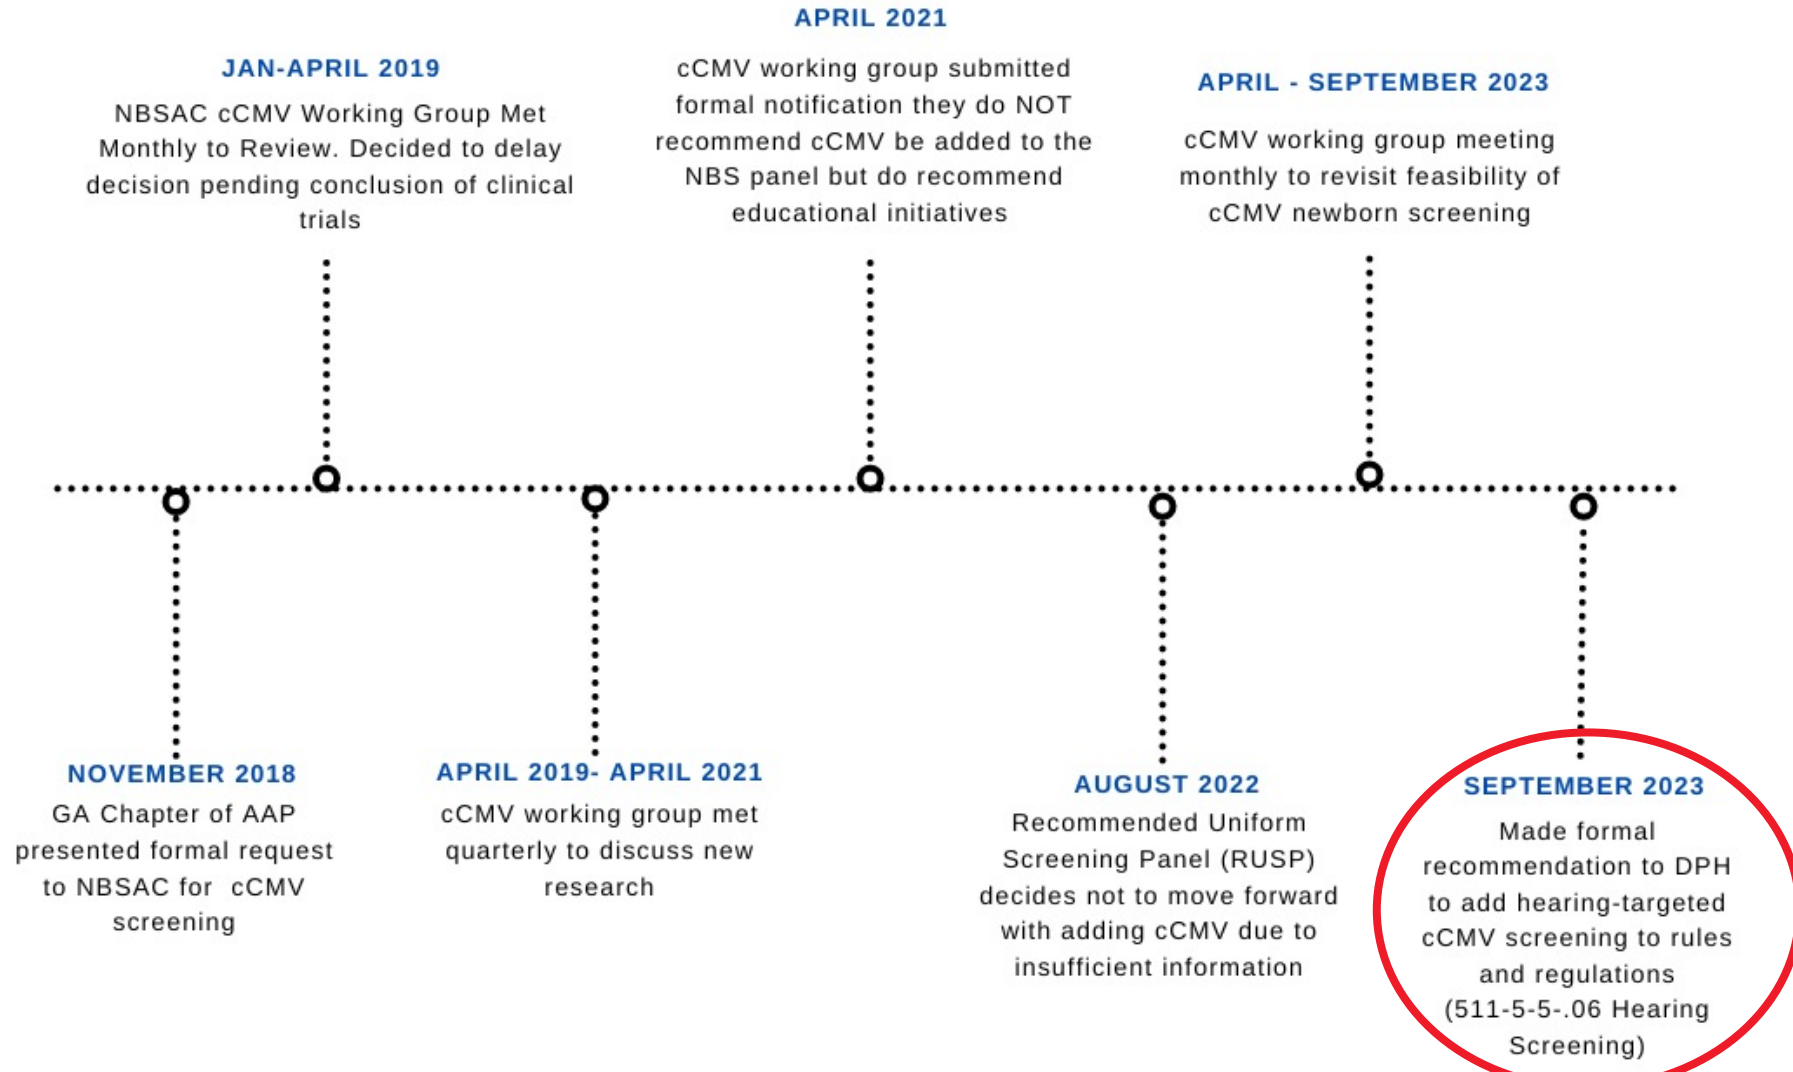 APRIL 2021
cCMV working group submitted
formal notification they do NOT
recommend cCMV be added to the
NBS panel but do recommend
educational initiatives
JAN-APRIL 2019
NBSAC cCMV Working Group Met
Monthly to Review. Decided to delay
decision pending conclusion of clinical
trials
APRIL - SEPTEMBER 2023
cCMV working group meeting
monthly to revisit feasibility of
cCMV newborn screening
NOVEMBER 2018
GA Chapter of AAP
presented formal request
to NBSAC for  cCMV
screening
APRIL 2019- APRIL 2021
cCMV working group met
quarterly to discuss new
research
AUGUST 2022
Recommended Uniform
Screening Panel (RUSP)
decides not to move forward
with adding cCMV due to
insufficient information
SEPTEMBER 2023
Made formal
recommendation to DPH
to add hearing-targeted
cCMV screening to rules
and regulations
(511-5-5-.06 Hearing
Screening)